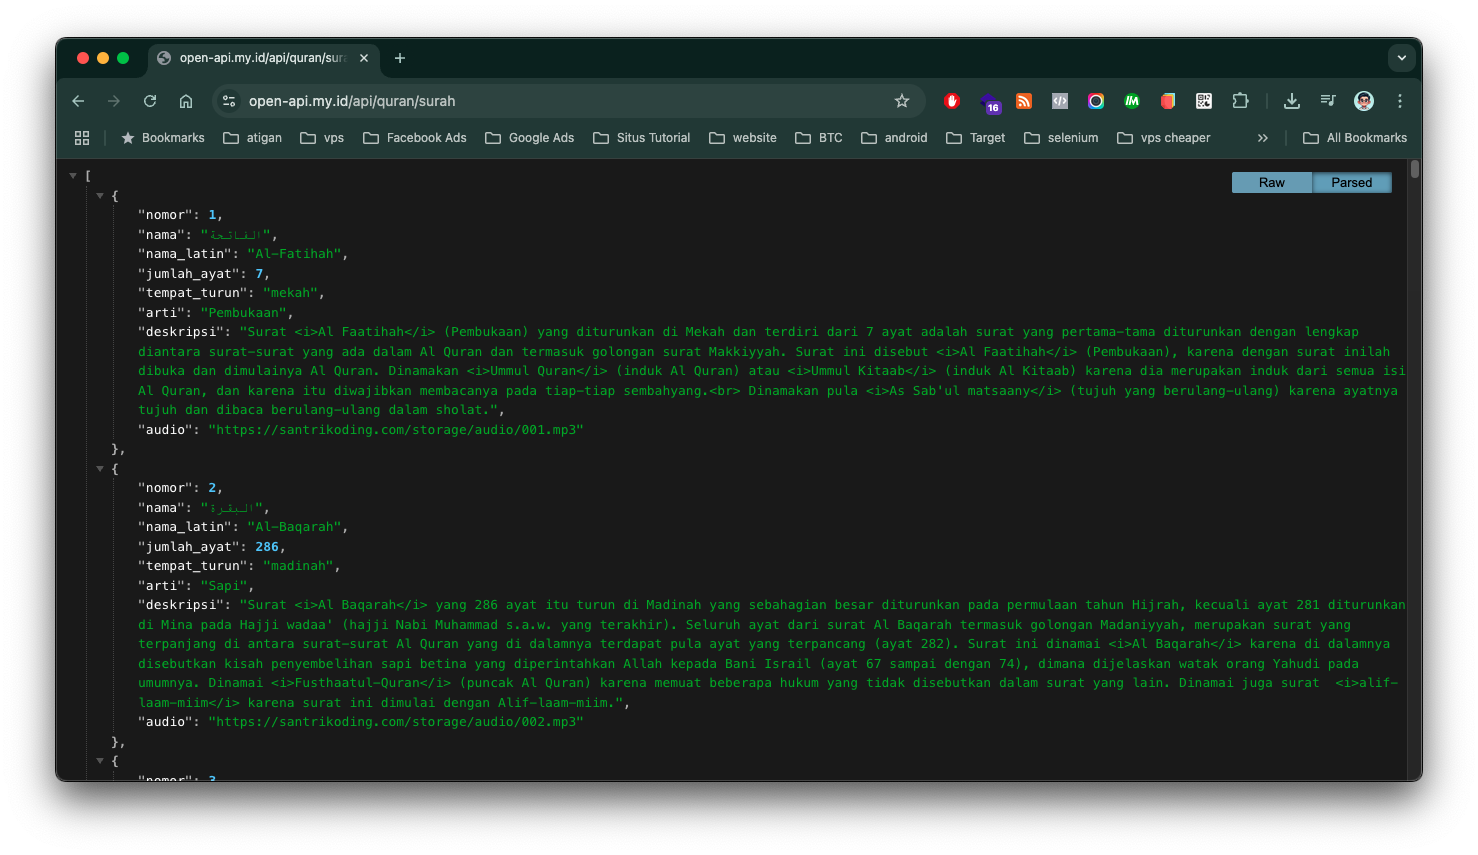 open-api.my.id/api/quran/sura
open-api.my.id/api/quran/surah
16
Bookmarks atigan vps Facebook Ads Google Ads Situs Tutorial website BTC android Target selenium vps cheaper » All Bookmarks
Raw Parsed
[
{
"nomor": 1,
"nama": "الفاتحة",
"nama_latin": "Al-Fatihah",
"jumlah_ayat": 7,
"tempat_turun": "mekah",
"arti": "Pembukaan",
"deskripsi": "Surat <i>Al Faatihah</i> (Pembukaan) yang diturunkan di Mekah dan terdiri dari 7 ayat adalah surat yang pertama-tama diturunkan dengan lengkap
diantara surat-surat yang ada dalam Al Quran dan termasuk golongan surat Makkiyyah. Surat ini disebut <i>Al Faatihah</i> (Pembukaan), karena dengan surat inilah
dibuka dan dimulainya Al Quran. Dinamakan <i>Ummul Quran</i> (induk Al Quran) atau <i>Ummul Kitaab</i> (induk Al Kitaab) karena dia merupakan induk dari semua isi
Al Quran, dan karena itu diwajibkan membacanya pada tiap-tiap sembahyang.<br> Dinamakan pula <i>As Sab'ul matsaany</i> (tujuh yang berulang-ulang) karena ayatnya
tujuh dan dibaca berulang-ulang dalam sholat.",
"audio": "https://santrikoding.com/storage/audio/001.mp3"
},
{
"nomor": 2,
"nama": "البقرة",
"nama_latin": "Al-Baqarah",
"jumlah_ayat": 286,
"tempat_turun": "madinah",
"arti": "Sapi",
"deskripsi": "Surat <i>Al Baqarah</i> yang 286 ayat itu turun di Madinah yang sebahagian besar diturunkan pada permulaan tahun Hijrah, kecuali ayat 281 diturunkan
di Mina pada Hajji wadaa' (hajji Nabi Muhammad s.a.w. yang terakhir). Seluruh ayat dari surat Al Baqarah termasuk golongan Madaniyyah, merupakan surat yang
terpanjang di antara surat-surat Al Quran yang di dalamnya terdapat pula ayat yang terpancang (ayat 282). Surat ini dinamai <i>Al Baqarah</i> karena di dalamnya
disebutkan kisah penyembelihan sapi betina yang diperintahkan Allah kepada Bani Israil (ayat 67 sampai dengan 74), dimana dijelaskan watak orang Yahudi pada
umumnya. Dinamai <i>Fusthaatul-Quran</i> (puncak Al Quran) karena memuat beberapa hukum yang tidak disebutkan dalam surat yang lain. Dinamai juga surat  <i>alif-
laam-miim</i> karena surat ini dimulai dengan Alif-laam-miim.",
"audio": "https://santrikoding.com/storage/audio/002.mp3"
},
{
"nomor": 3,